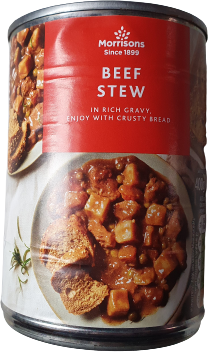 Morrisons
Since 1899
BEEF
STEW
IN RICH GRAVY,
ENJOY WITH CRUSTY BREAD